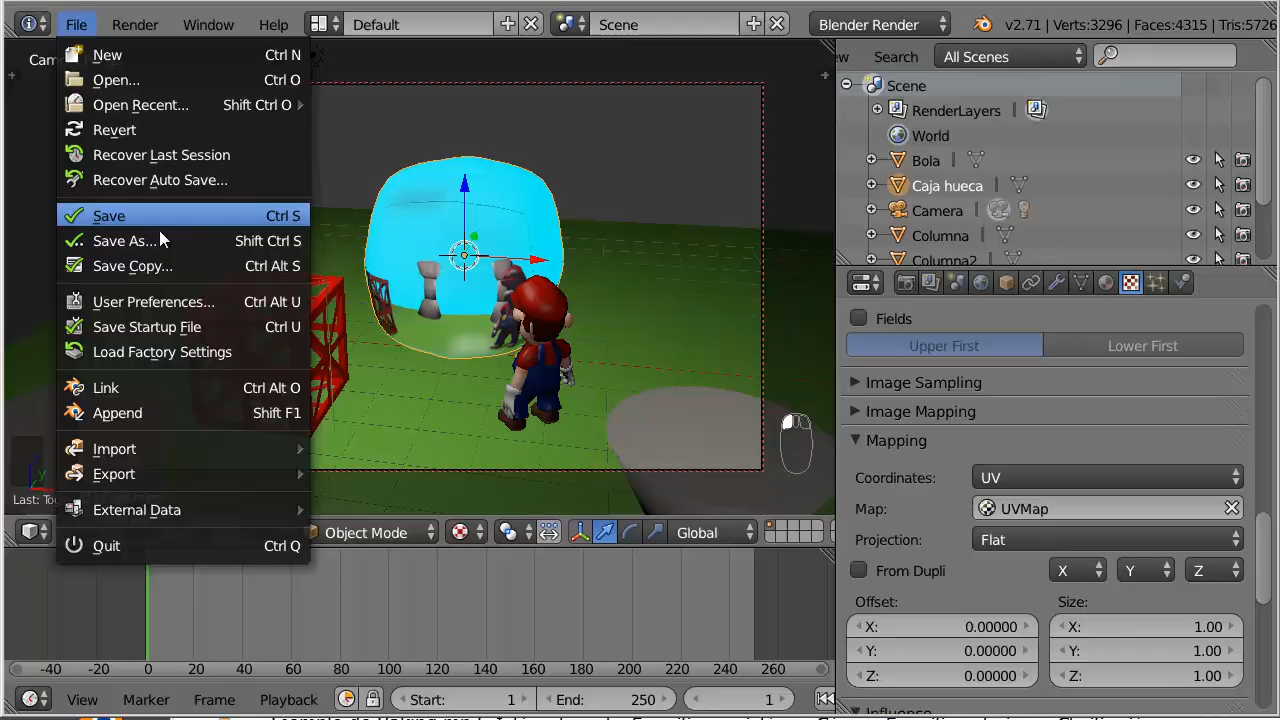 File Render Window Help Default Scene Blender Render v2.71 | Verts:3296 | Faces:4315 | Tris:5726
New Ctrl N
Open... Ctrl O
Open Recent... Shift Ctrl O
Revert
Recover Last Session
Recover Auto Save...
Save Ctrl S
Save As... Shift Ctrl S
Save Copy... Ctrl Alt S
User Preferences... Ctrl Alt U
Save Startup File Ctrl U
Load Factory Settings
Link Ctrl Alt O
Append Shift F1
Import
Export
External Data
Quit Ctrl Q
Cam
Last: To
Object Mode Global
-40 -20 0 20 40 60 80 100 120 140 160 180 200 220 240 260
View Marker Frame Playback Start: 1 End: 250 1
ew Search All Scenes
Scene
RenderLayers
World
Bola
Caja hueca
Camera
Columna
Columna2
Fields
Upper First Lower First
Image Sampling
Image Mapping
Mapping
Coordinates: UV
Map: UVMap
Projection: Flat
From Dupli X Y Z
Offset: Size:
X: 0.00000 X: 1.00
Y: 0.00000 Y: 1.00
Z: 0.00000 Z: 1.00
Influence